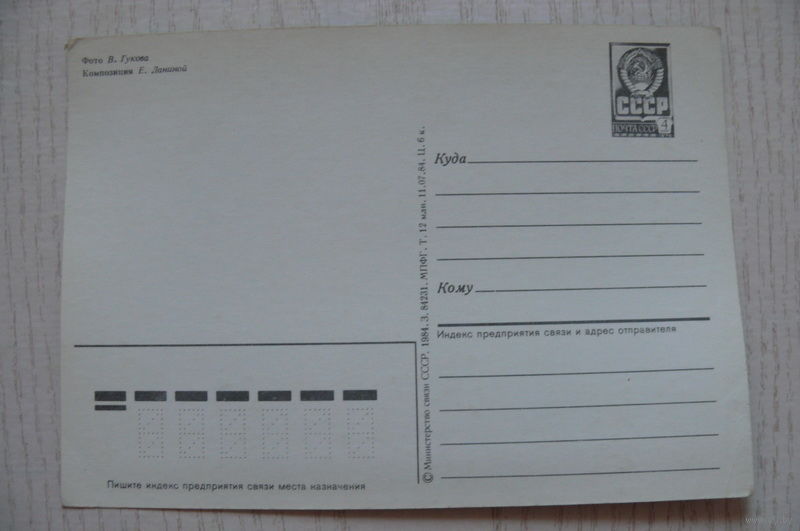 Фото В. Гукова
Композиция Е. Ланиной
СССР
ПОЧТА СССР 4
Куда
Кому
Индекс предприятия связи и адрес отправителя
© Министерство связи СССР. 1984. З. 84231. МПФГ. Т. 12 млн. 11.07.84. Ц. 6 к.
Пишите индекс предприятия связи места назначения